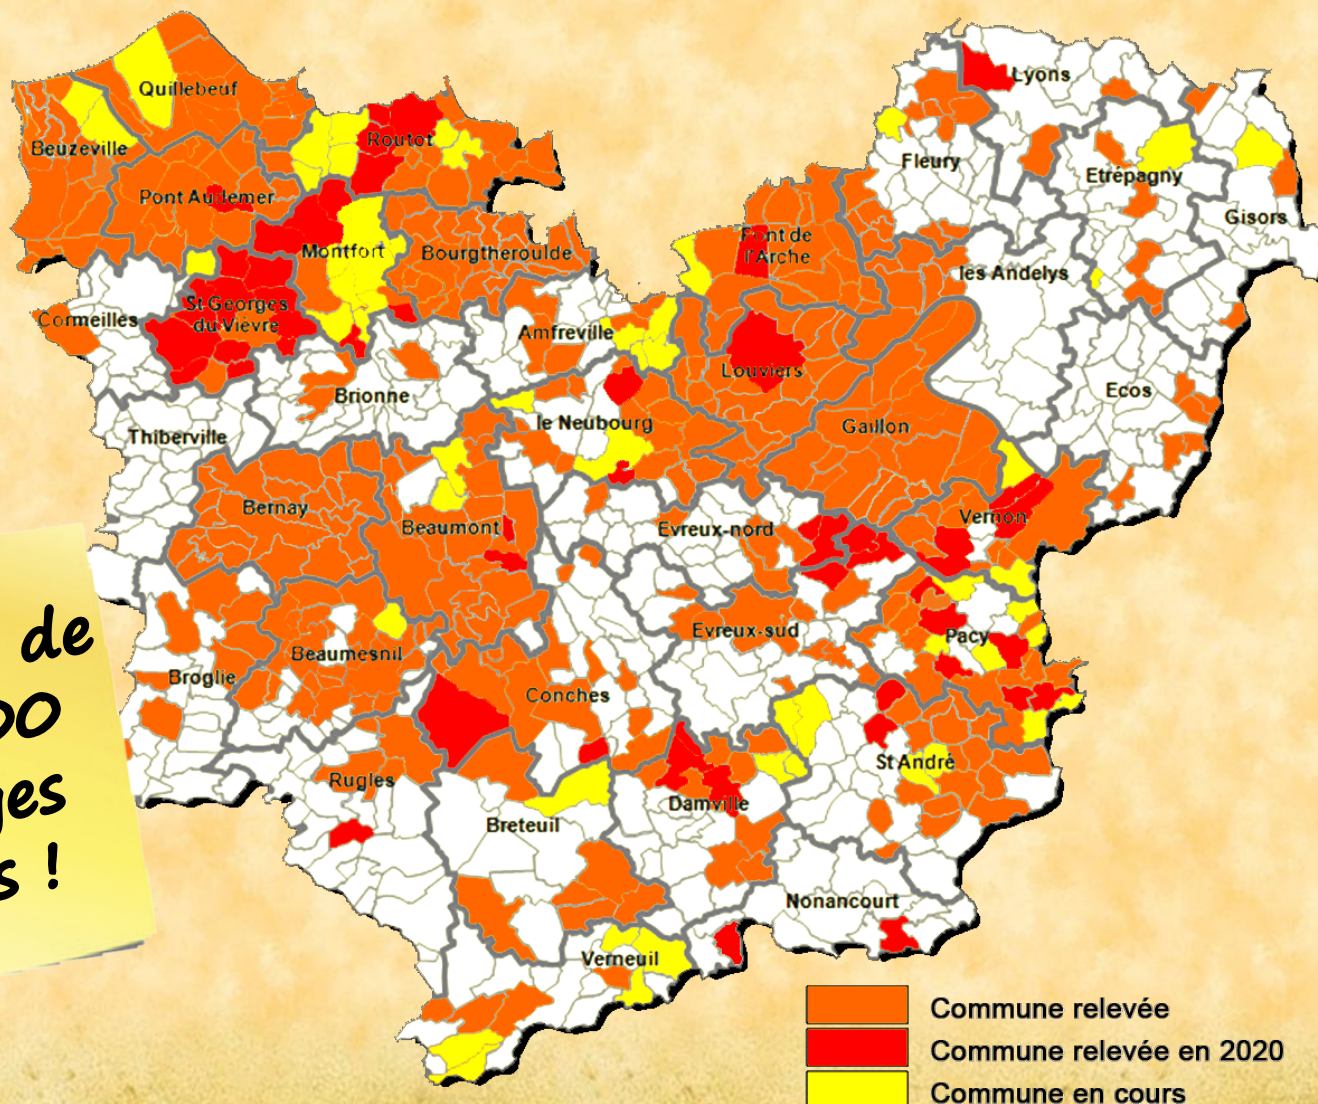 Quillebeuf
Beuzeville
Routot
Pont Audemer
Montfort
Bourgtheroulde
St Georges
du Vièvre
Cormeilles
Amfreville
Brionne
Thiberville
le Neubourg
Louviers
Pont de
l'Arche
Gaillon
Lyons
Fleury
Etrépagny
Gisors
les Andelys
Ecos
Bernay
Beaumont
Evreux-nord
Vernon
Evreux-sud
Pacy
Beaumesnil
Broglie
Conches
Rugles
St André
Damville
Breteuil
Nonancourt
Verneuil
de
00
ges
s !
Commune relevée
Commune relevée en 2020
Commune en cours